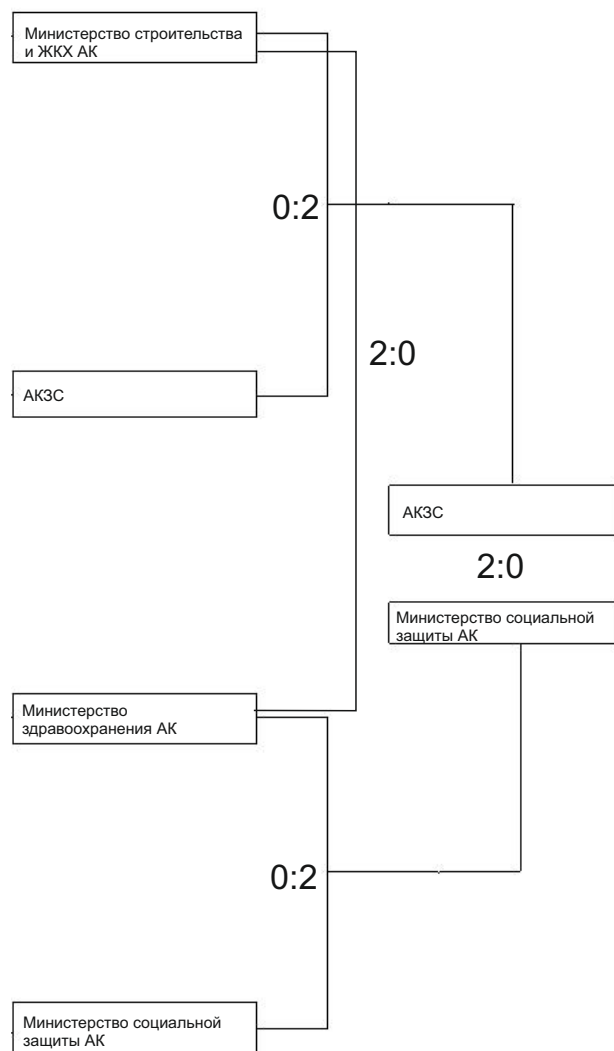 Министерство строительства
и ЖКХ АК
0:2
2:0
АКЗС
АКЗС
2:0
Министерство социальной
защиты АК
Министерство
здравоохранения АК
0:2
Министерство социальной
защиты АК